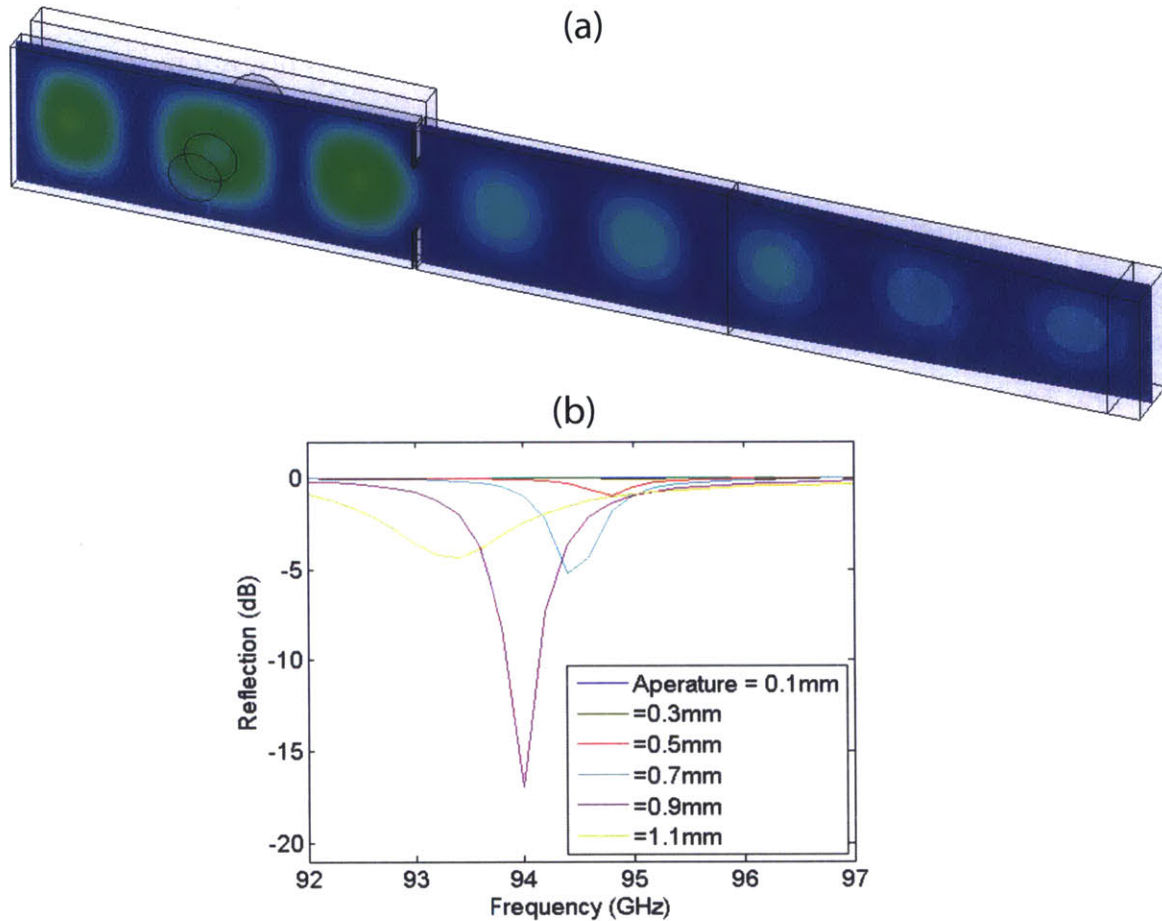 (a)
(b)
0
-5
-10
-15
-20
Reflection (dB)
92
93
94
95
96
97
Frequency (GHz)
Aperature = 0.1mm
=0.3mm
=0.5mm
=0.7mm
=0.9mm
=1.1mm